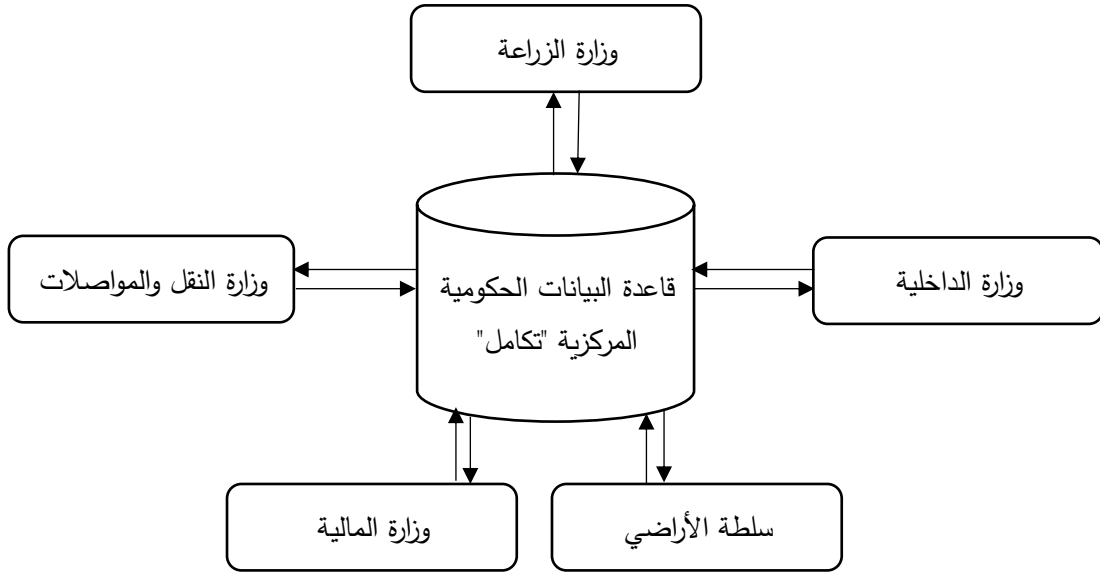 وزارة الزراعة
وزارة الداخلية
قاعدة البيانات الحكومية
المركزية "تكامل"
وزارة النقل والمواصلات
سلطة الأراضي
وزارة المالية